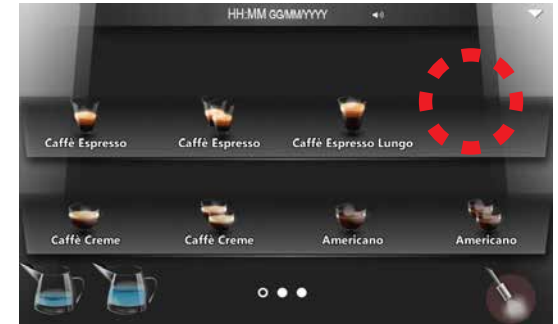 HH:MM GG/MM/YYYY
Caffè Espresso Caffè Espresso Caffè Espresso Lungo
Caffè Creme Caffè Creme Americano Americano